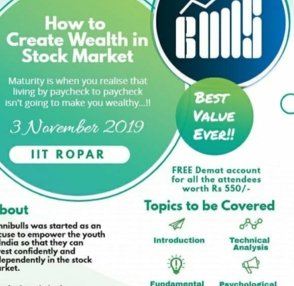 How to
Create Wealth in
Stock Market
Maturity is when you realise that
living by paycheck to paycheck
isn't going to make you wealthy...!!
3 November 2019
IIT ROPAR
BEST
VALUE
EVER!!
FREE Demat account
for all the attendees
worth Rs 550/-
Topics to be Covered
Introduction
Technical
Analysis
Fundamental
Psychological
bout
nnibulls was started as an
cuse to empower the youth
India so that they can
est confidently and
dependently in the stock
rket.